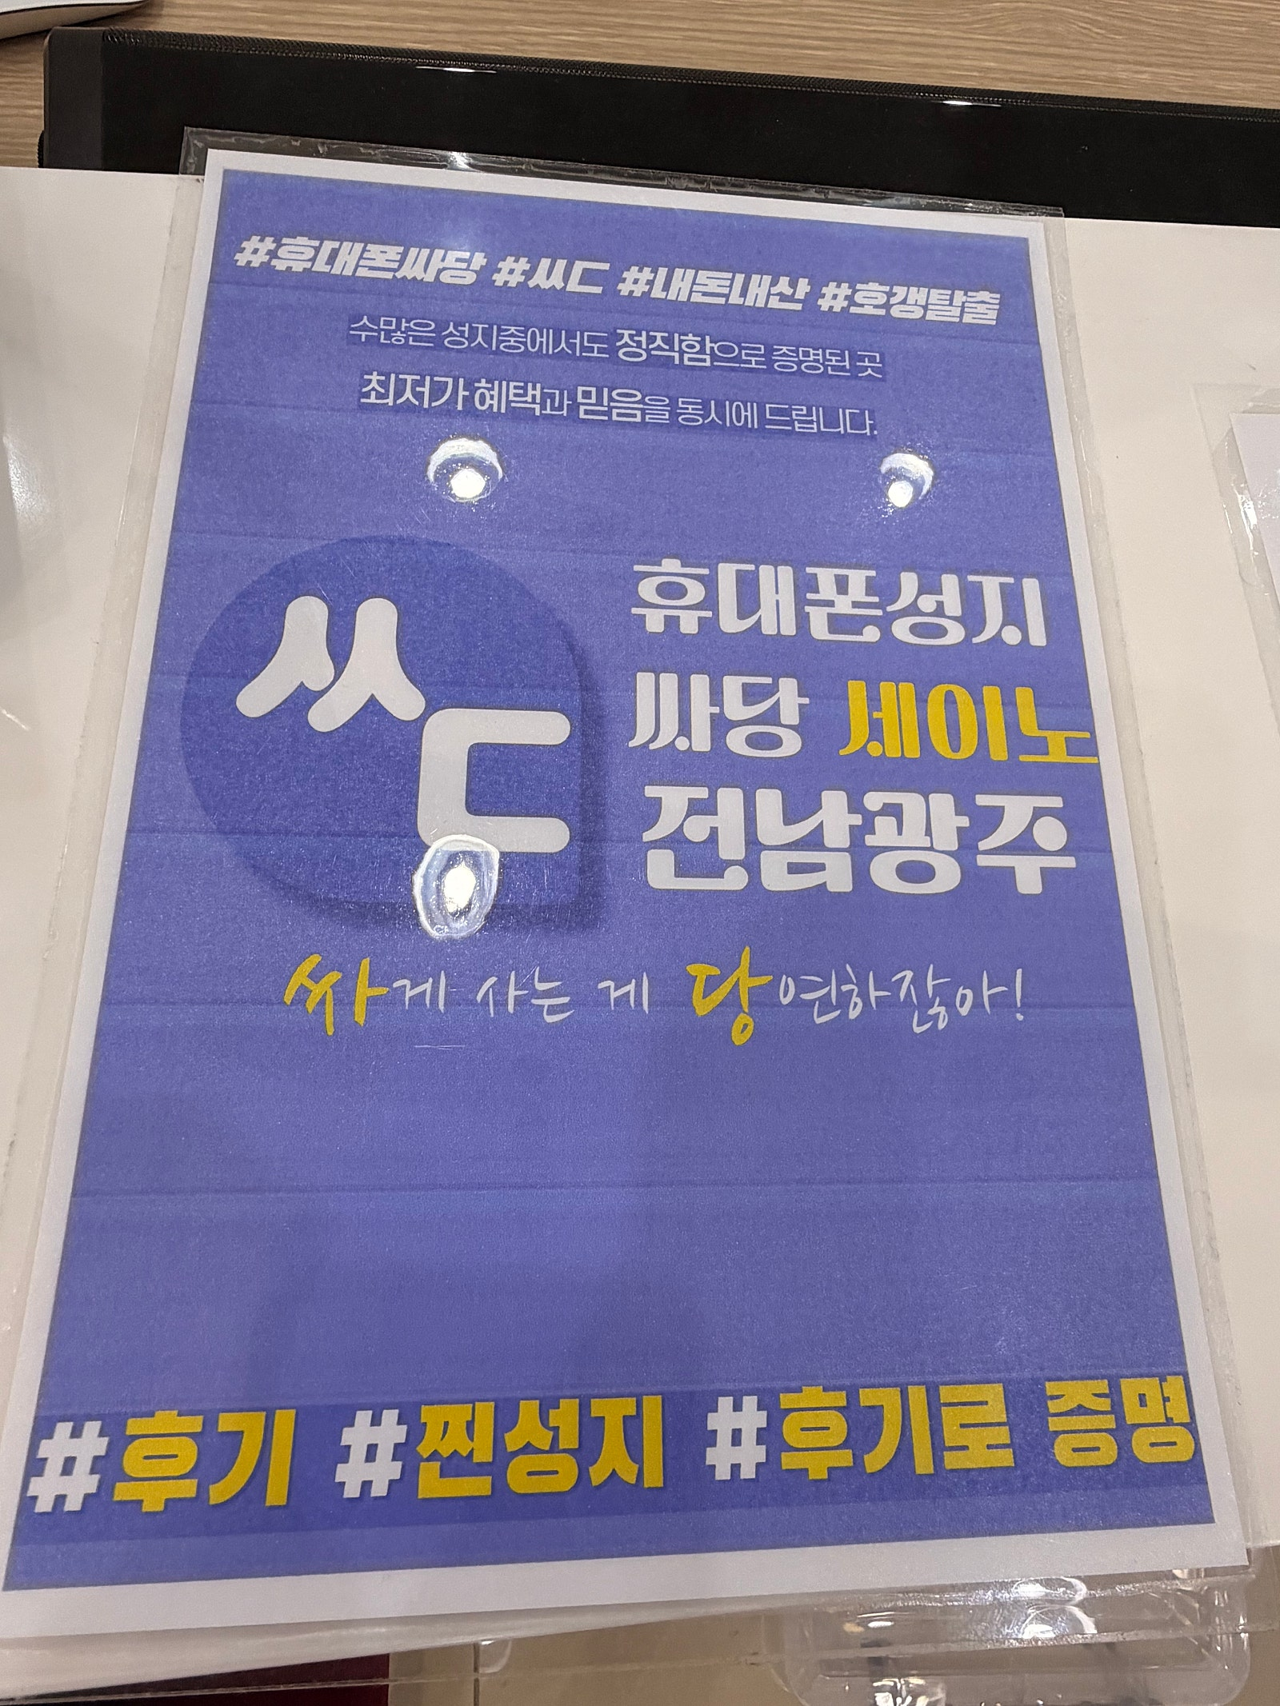 #휴대폰싸당 #ㅆㄷ #내돈내산 #호갱탈출
수많은 성지중에서도 정직함으로 증명된 곳
최저가 혜택과 믿음을 동시에 드립니다.
ㅆㄷ
휴대폰성지
싸당 세이노
전남광주
싸게 사는 게 당연하잖아!
#후기 #찐성지 #후기로 증명